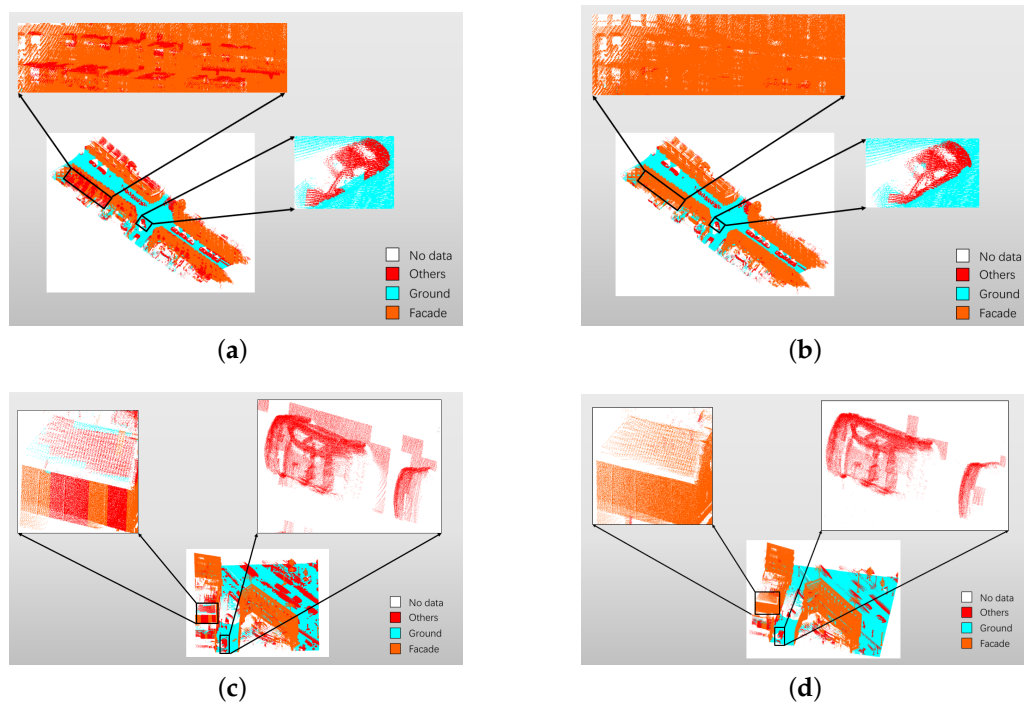 No data
Others
Ground
Facade
(a)
No data
Others
Ground
Facade
(b)
No data
Others
Ground
Facade
(c)
No data
Others
Ground
Facade
(d)